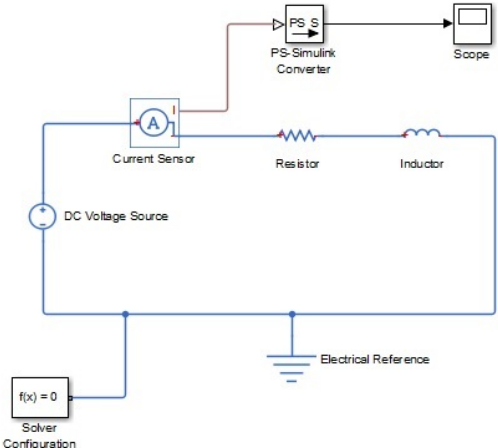 PS S
PS-Simulink
Converter
Scope
I
A
Current Sensor
Resistor
Inductor
+
-
DC Voltage Source
Electrical Reference
f(x) = 0
Solver
Configuration